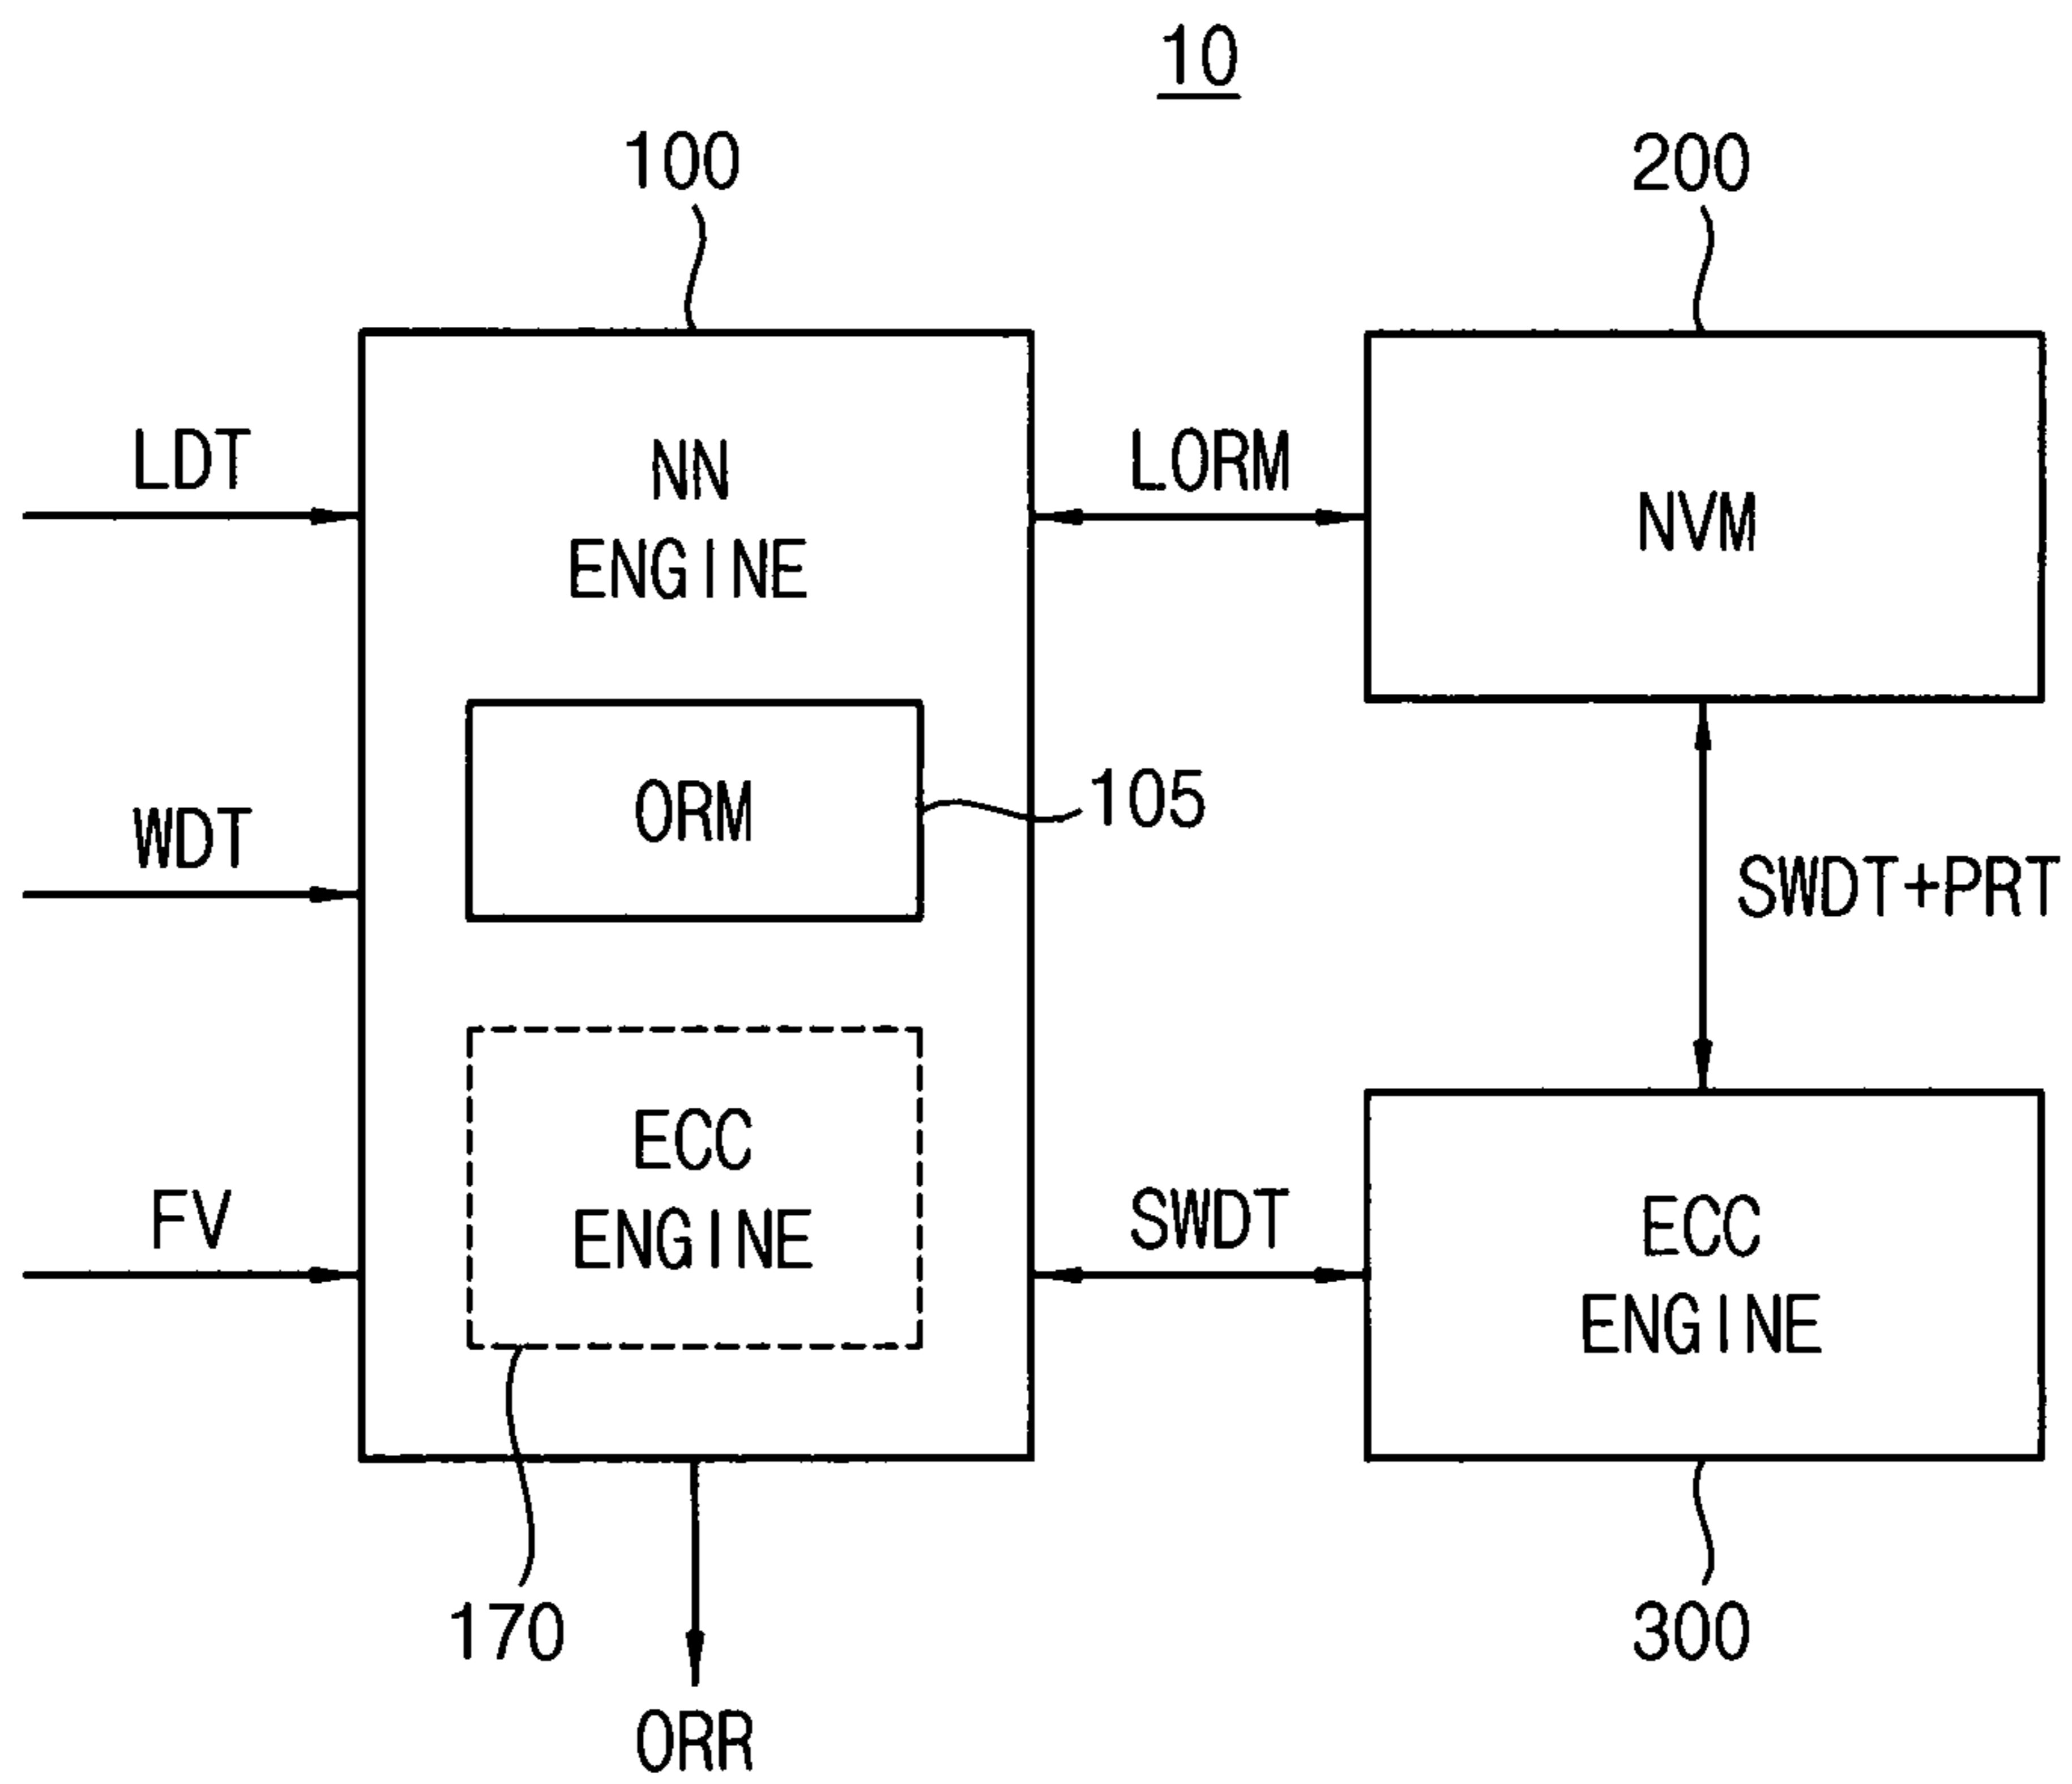 10
100
200
LDT
NN
ENGINE
LORM
NVM
ORM
105
WDT
SWDT+PRT
ECC
ENGINE
FV
SWDT
ECC
ENGINE
170
300
ORR